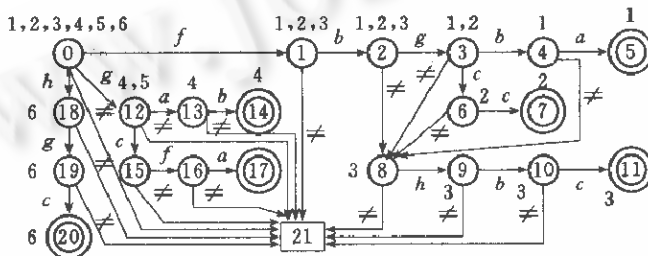 1,2,3,4,5,6 1,2,3 1,2,3 1,2 1 1
0 f 1 b 2 g 3 b 4 a 5
h g ≠ 4,5 4 4 ≠ c 2 ≠
6 18 12 a 13 b 14 6 2 c 7
≠ ≠ ≠ ≠ ≠
g ≠ c f a 3 8 h 9 b 10 c 11
6 19 15 16 17 3 3 3
≠ ≠
c ≠ ≠ ≠ ≠ ≠
6 20 21